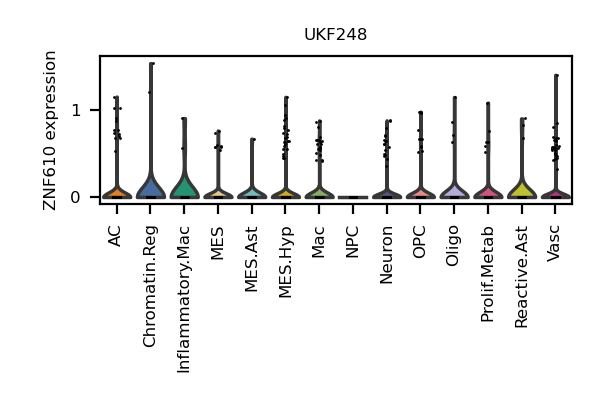 UKF248
ZNF610 expression
1
0
AC
Chromatin.Reg
Inflammatory.Mac
MES
MES.Ast
MES.Hyp
Mac
NPC
Neuron
OPC
Oligo
Prolif.Metab
Reactive.Ast
Vasc